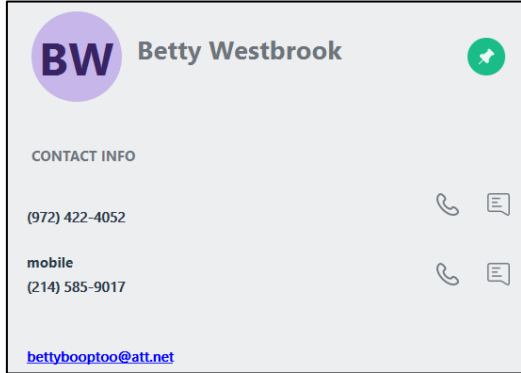 BW
Betty Westbrook
CONTACT INFO
(972) 422-4052
mobile
(214) 585-9017
bettybooptoo@att.net